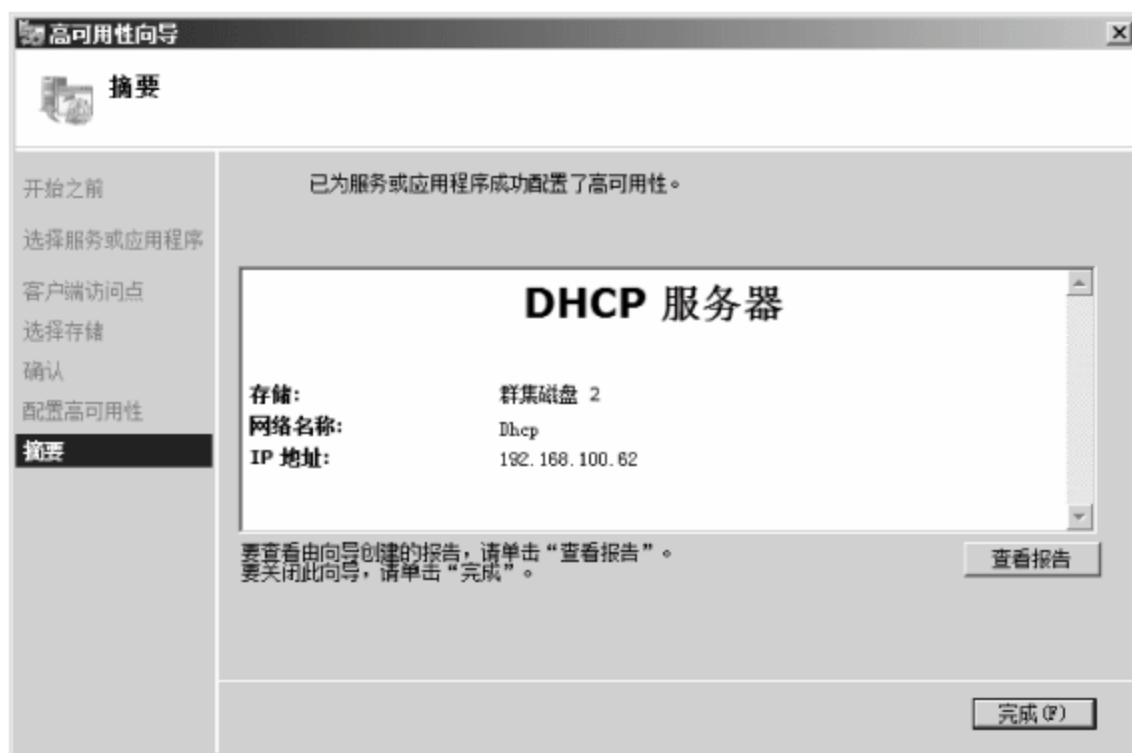 高可用性向导
摘要
开始之前
选择服务或应用程序
客户端访问点
选择存储
确认
配置高可用性
摘要
已为服务或应用程序成功配置了高可用性。
DHCP 服务器
存储: 群集磁盘 2
网络名称: Dhcp
IP 地址: 192.168.100.62
要查看由向导创建的报告，请单击“查看报告”。
要关闭此向导，请单击“完成”。
查看报告
完成(F)